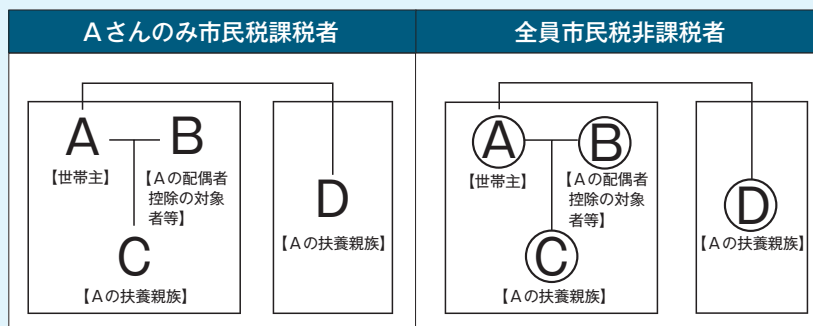 Aさんのみ市民税課税者
全員市民税非課税者
A
B
【世帯主】
【Aの配偶者
控除の対象
者等】
C
【Aの扶養親族】
D
【Aの扶養親族】
A
B
【世帯主】
【Aの配偶者
控除の対象
者等】
C
【Aの扶養親族】
D
【Aの扶養親族】